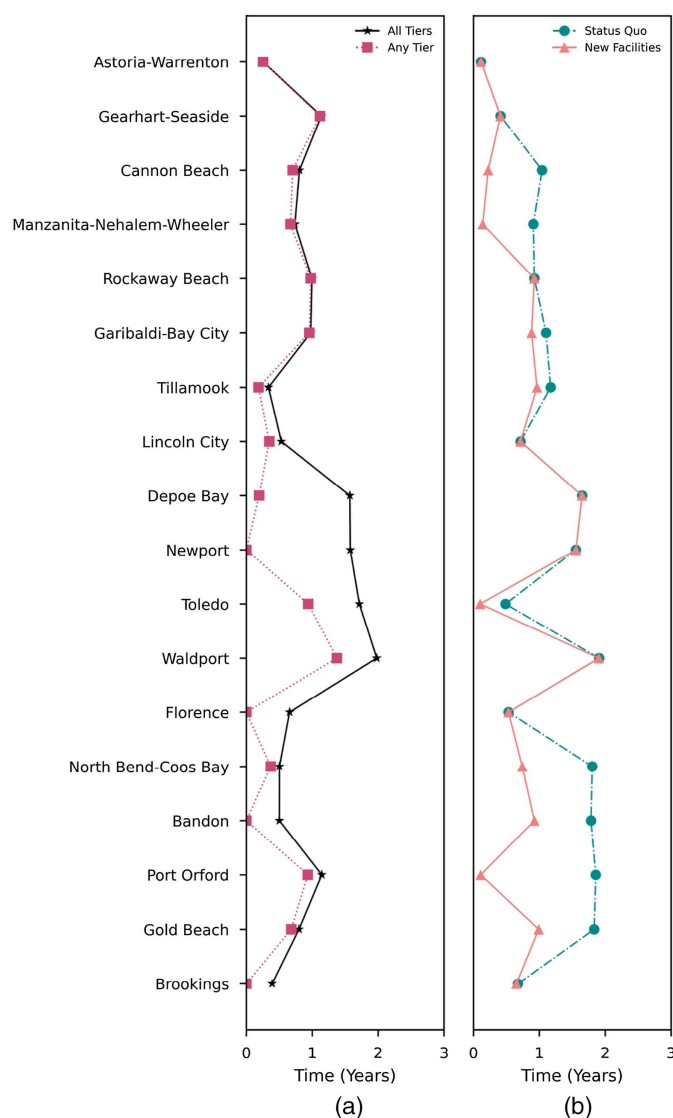 All Tiers
Any Tier
Status Quo
New Facilities
Astoria-Warrenton
Gearhart-Seaside
Cannon Beach
Manzanita-Nehalem-Wheeler
Rockaway Beach
Garibaldi-Bay City
Tillamook
Lincoln City
Depoe Bay
Newport
Toledo
Waldport
Florence
North Bend-Coos Bay
Bandon
Port Orford
Gold Beach
Brookings
0 1 2 3 0 1 2 3
Time (Years) Time (Years)
(a) (b)